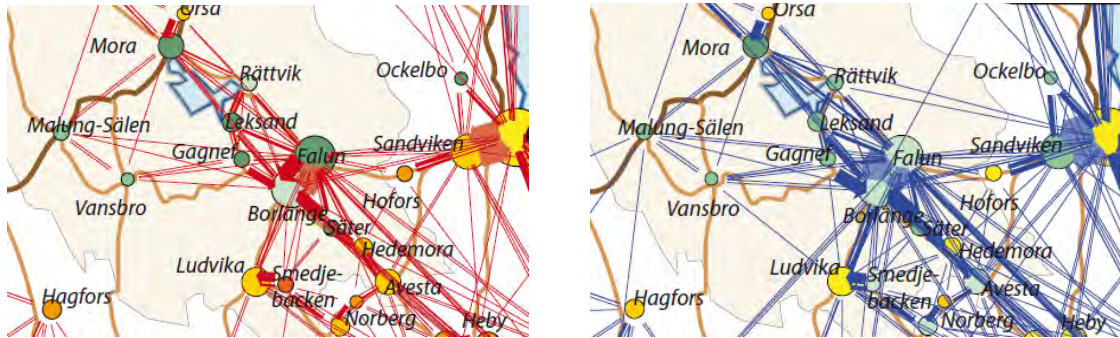 Orsa
Mora
Rättvik
Ockelbo
Malung-Sälen
Leksand
Gagnef
Falun
Sandviken
Vansbro
Hofors
Borlänge
Säter
Hedemora
Ludvika
Smedje-
backen
Avesta
Hagfors
Norberg
Heby
Orsa
Mora
Rättvik
Ockelbo
Malung-Sälen
Leksand
Gagnef
Falun
Sandviken
Vansbro
Hofors
Borlänge
Säter
Hedemora
Ludvika
Smedje-
backen
Avesta
Hagfors
Norberg
Heby